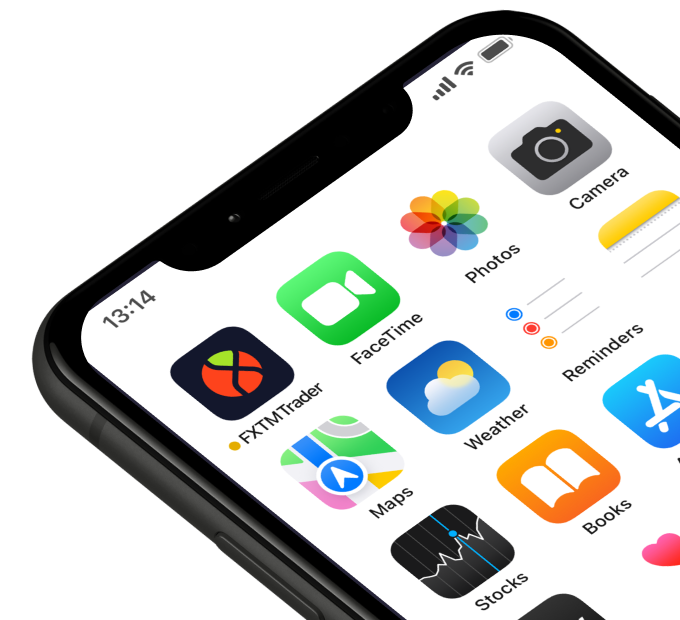 13:14
FXTMTrader
FaceTime
Photos
Camera
Maps
Weather
Reminders
Stocks
Books